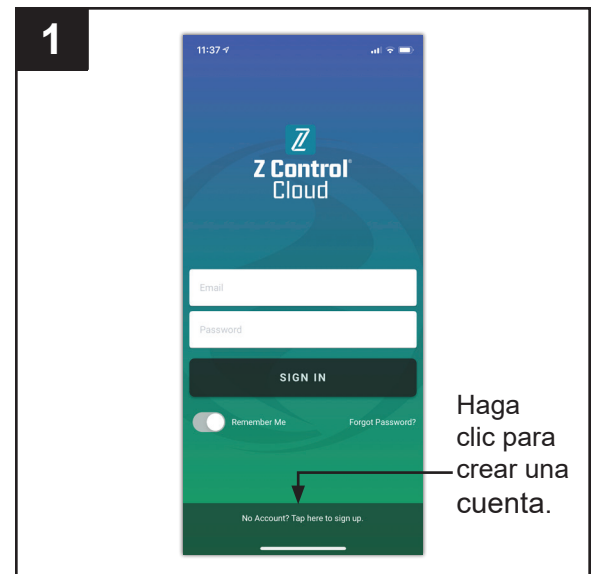 1
11:37
Z Control®
Cloud
Email
Password
SIGN IN
Remember Me
Forgot Password?
Haga
clic para
crear una
cuenta.
No Account? Tap here to sign up.